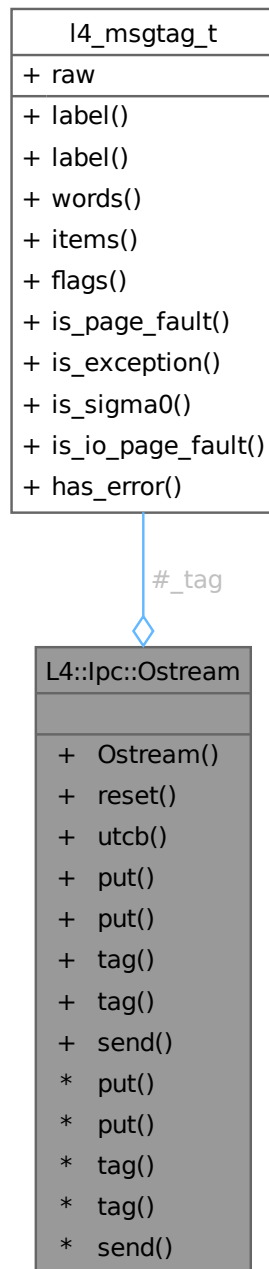 l4_msgtag_t
+ raw
+ label()
+ label()
+ words()
+ items()
+ flags()
+ is_page_fault()
+ is_exception()
+ is_sigma0()
+ is_io_page_fault()
+ has_error()
#_tag
L4::Ipc::Ostream
+ Ostream()
+ reset()
+ utcb()
+ put()
+ put()
+ tag()
+ tag()
+ send()
* put()
* put()
* tag()
* tag()
* send()